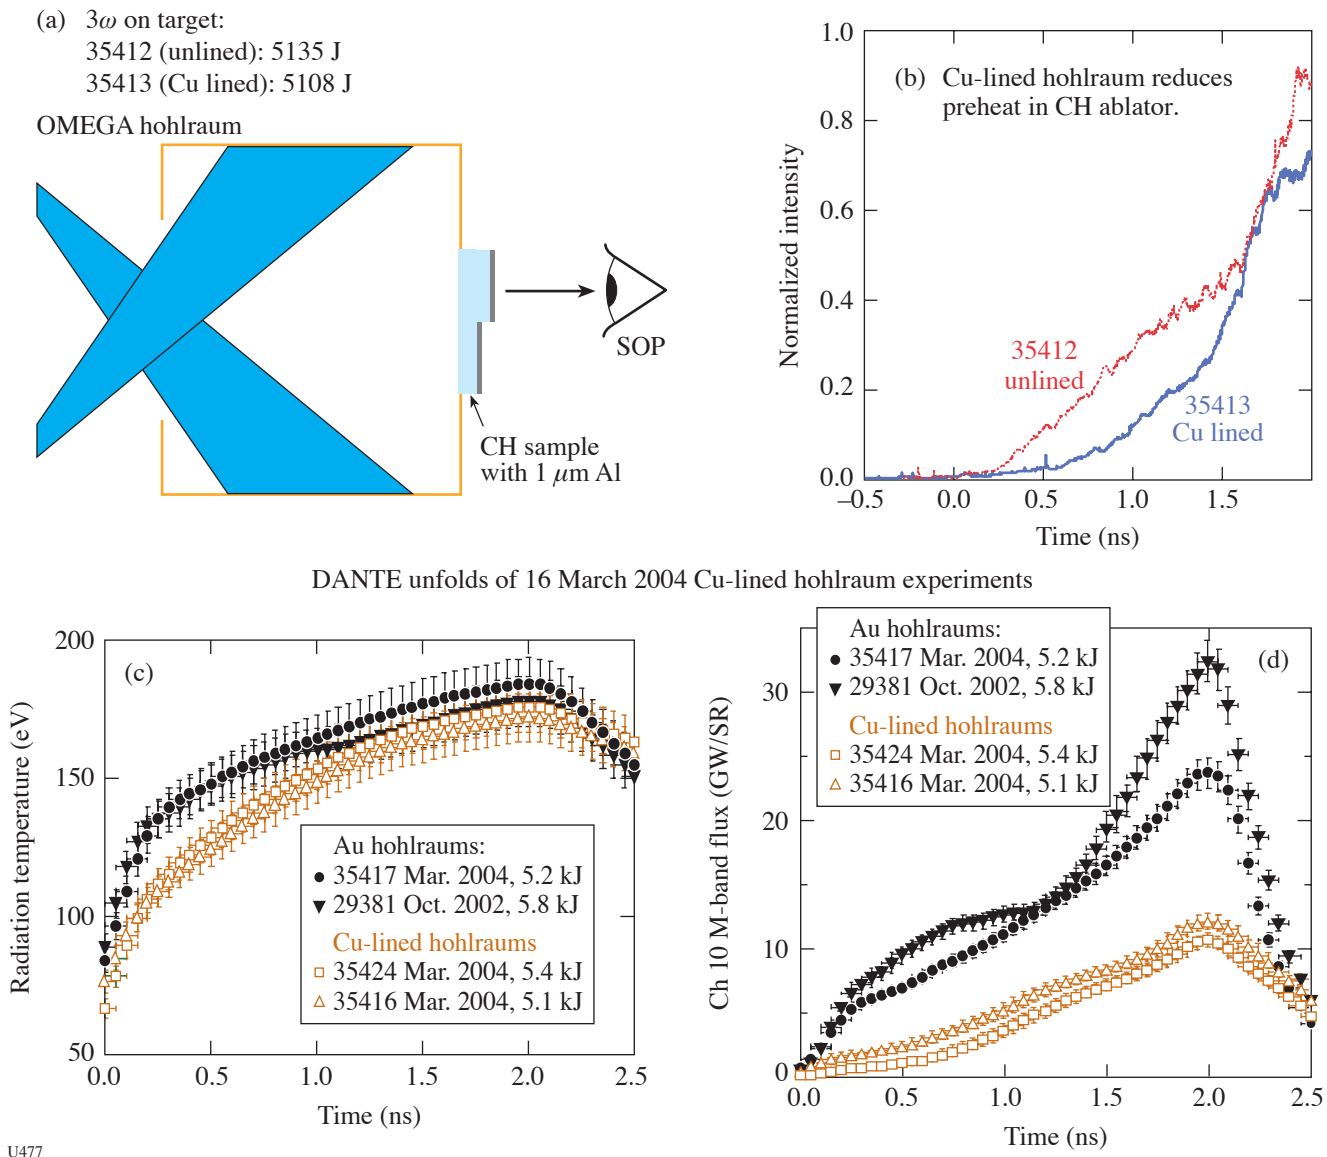 (a) 3ω on target:
35412 (unlined): 5135 J
35413 (Cu lined): 5108 J
OMEGA hohlraum
SOP
CH sample
with 1 μm Al
(b) Cu-lined hohlraum reduces
preheat in CH ablator.
Normalized intensity
1.0
0.8
0.6
0.4
0.2
0.0
35412
unlined
35413
Cu lined
–0.5 0.0 0.5 1.0 1.5
Time (ns)
DANTE unfolds of 16 March 2004 Cu-lined hohlraum experiments
(c)
Radiation temperature (eV)
200
150
100
50
Au hohlraums:
35417 Mar. 2004, 5.2 kJ
29381 Oct. 2002, 5.8 kJ
Cu-lined hohlraums
35424 Mar. 2004, 5.4 kJ
35416 Mar. 2004, 5.1 kJ
0.0 0.5 1.0 1.5 2.0 2.5
Time (ns)
(d)
Ch 10 M-band flux (GW/SR)
30
20
10
0
Au hohlraums:
35417 Mar. 2004, 5.2 kJ
29381 Oct. 2002, 5.8 kJ
Cu-lined hohlraums
35424 Mar. 2004, 5.4 kJ
35416 Mar. 2004, 5.1 kJ
0.0 0.5 1.0 1.5 2.0 2.5
Time (ns)
U477